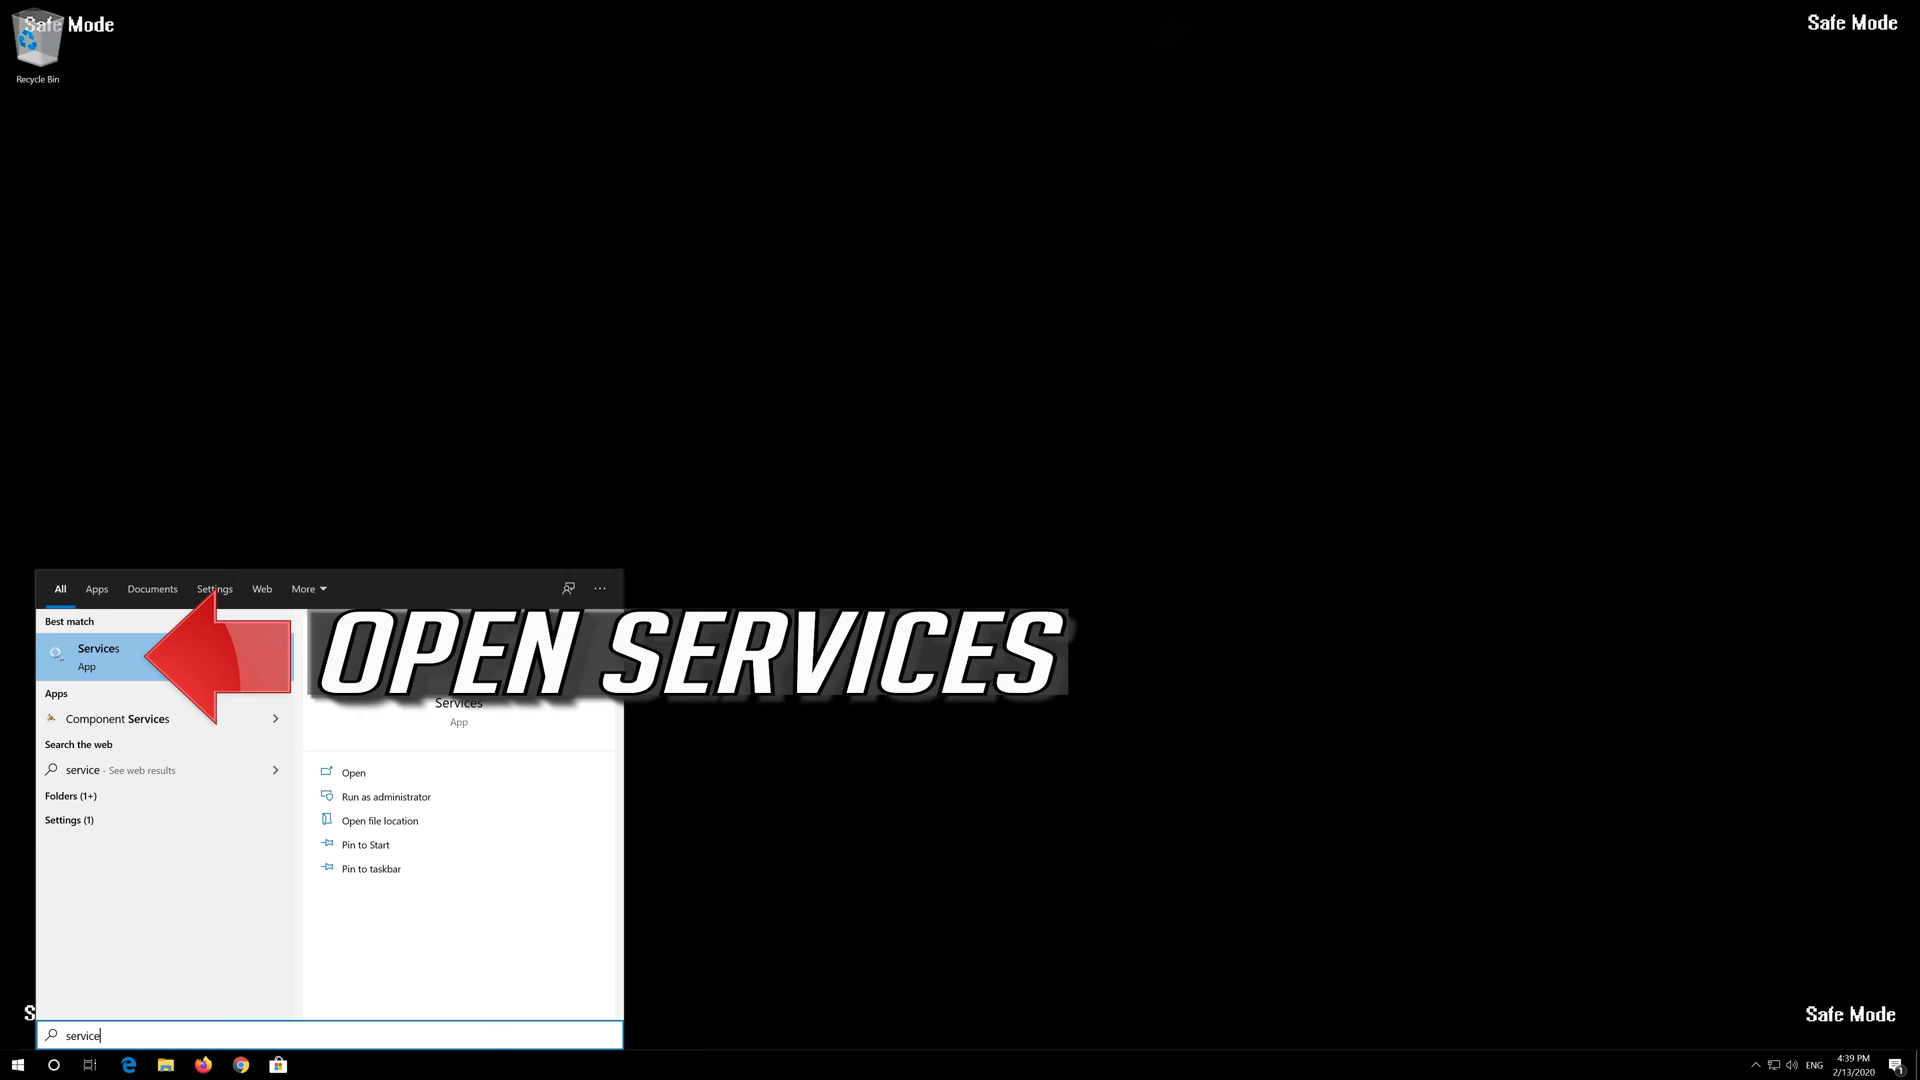 Safe Mode
Safe Mode
Recycle Bin
All Apps Documents Settings Web More
Best match
Services
App
OPEN SERVICES
Apps
Component Services
Search the web
service - See web results
Folders (1+)
Settings (1)
Services
App
Open
Run as administrator
Open file location
Pin to Start
Pin to taskbar
S
Safe Mode
service
ENG
4:39 PM
2/13/2020
1